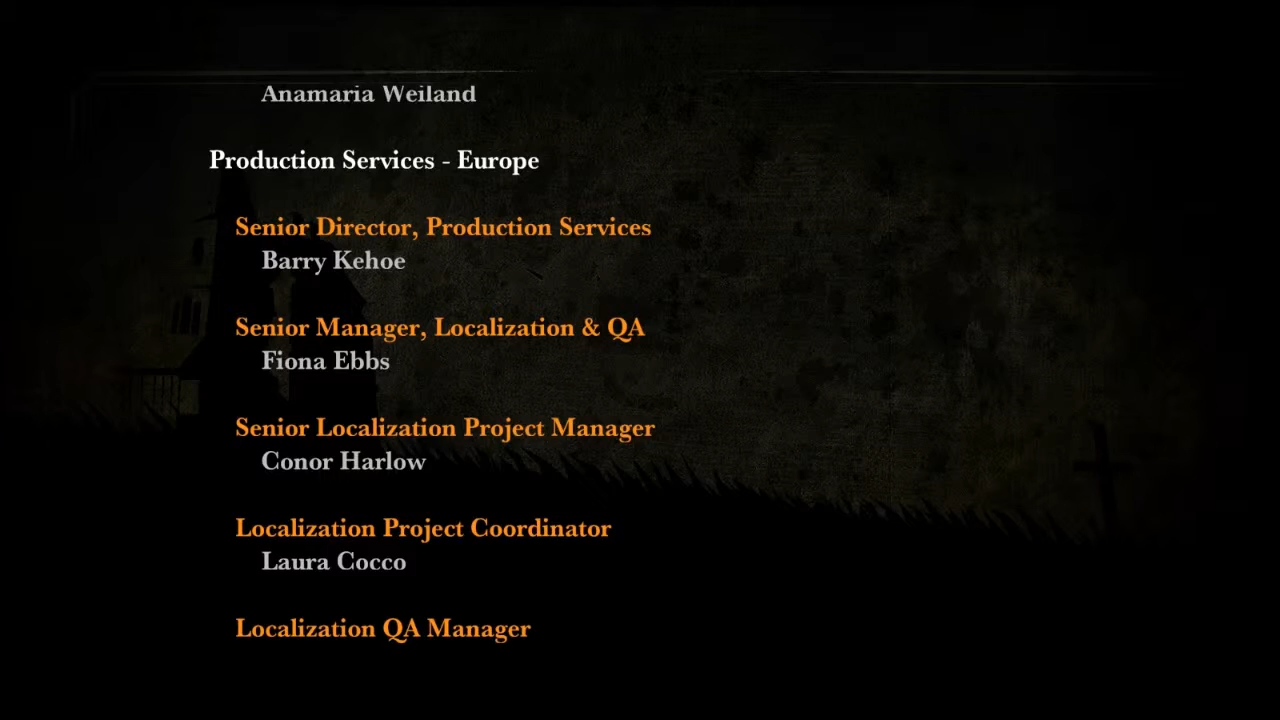 Anamaria Weiland
Production Services - Europe
Senior Director, Production Services
Barry Kehoe
Senior Manager, Localization & QA
Fiona Ebbs
Senior Localization Project Manager
Conor Harlow
Localization Project Coordinator
Laura Cocco
Localization QA Manager